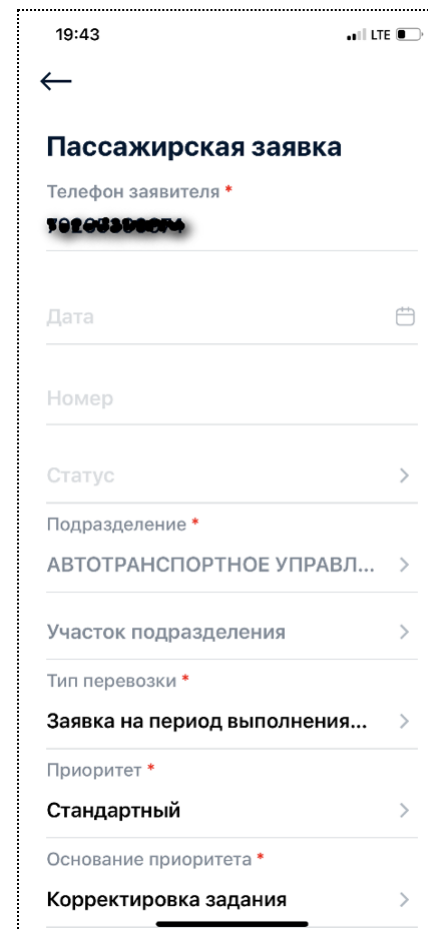 19:43
LTE
Пассажирская заявка
Телефон заявителя *
Дата
Номер
Статус
Подразделение *
АВТОТРАНСПОРТНОЕ УПРАВЛ...
Участок подразделения
Тип перевозки *
Заявка на период выполнения...
Приоритет *
Стандартный
Основание приоритета *
Корректировка задания